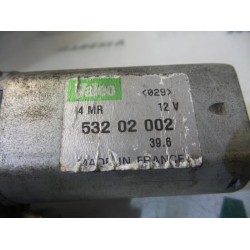 Valeo <029>
4 MR 12 V
532 02 002
39.6
MADE IN FRANCE